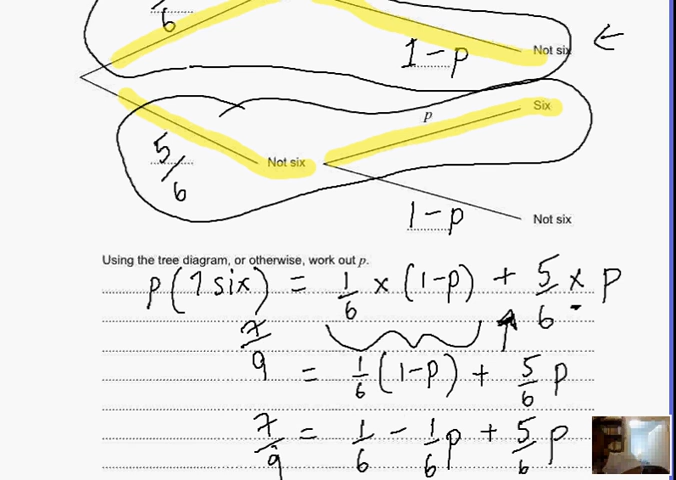 6
1-p
Not six
←
p
Six
5/6
Not six
1-p
Not six
Using the tree diagram, or otherwise, work out p.
p(1 six) = 1/6 × (1-p) + 5/6 × p
7/9 = 1/6 (1-p) + 5/6 p
7/9 = 1/6 - 1/6 p + 5/6 p